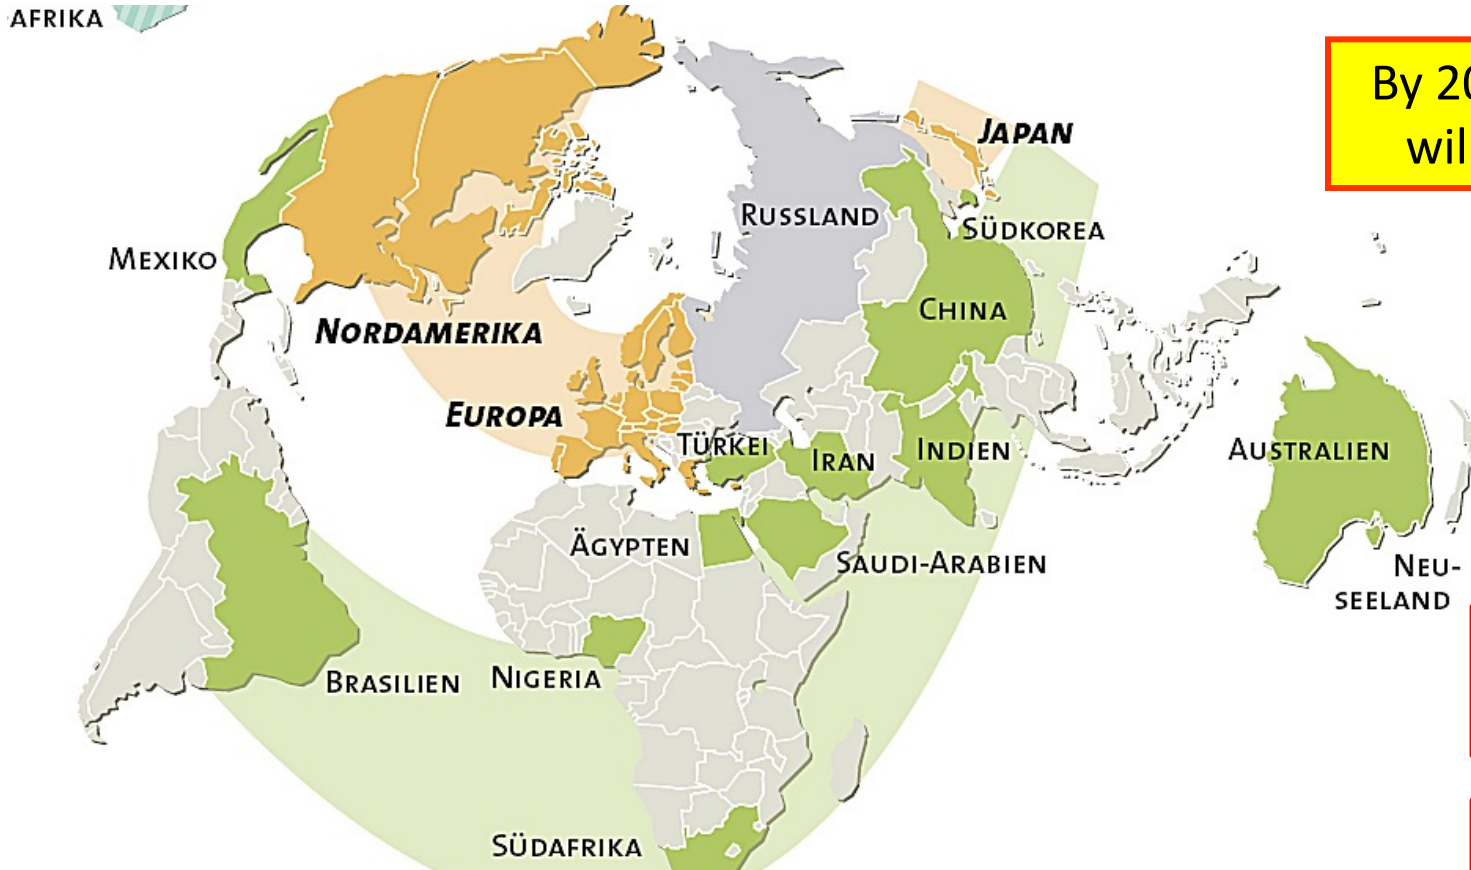 AFRIKA
By 20
wil
JAPAN
RUSSLAND
SÜDKOREA
MEXIKO
CHINA
NORDAMERIKA
EUROPA
TÜRKEI
IRAN
INDIEN
AUSTRALIEN
ÄGYPTEN
SAUDI-ARABIEN
NEU-
SEELAND
BRASILIEN
NIGERIA
SÜDAFRIKA